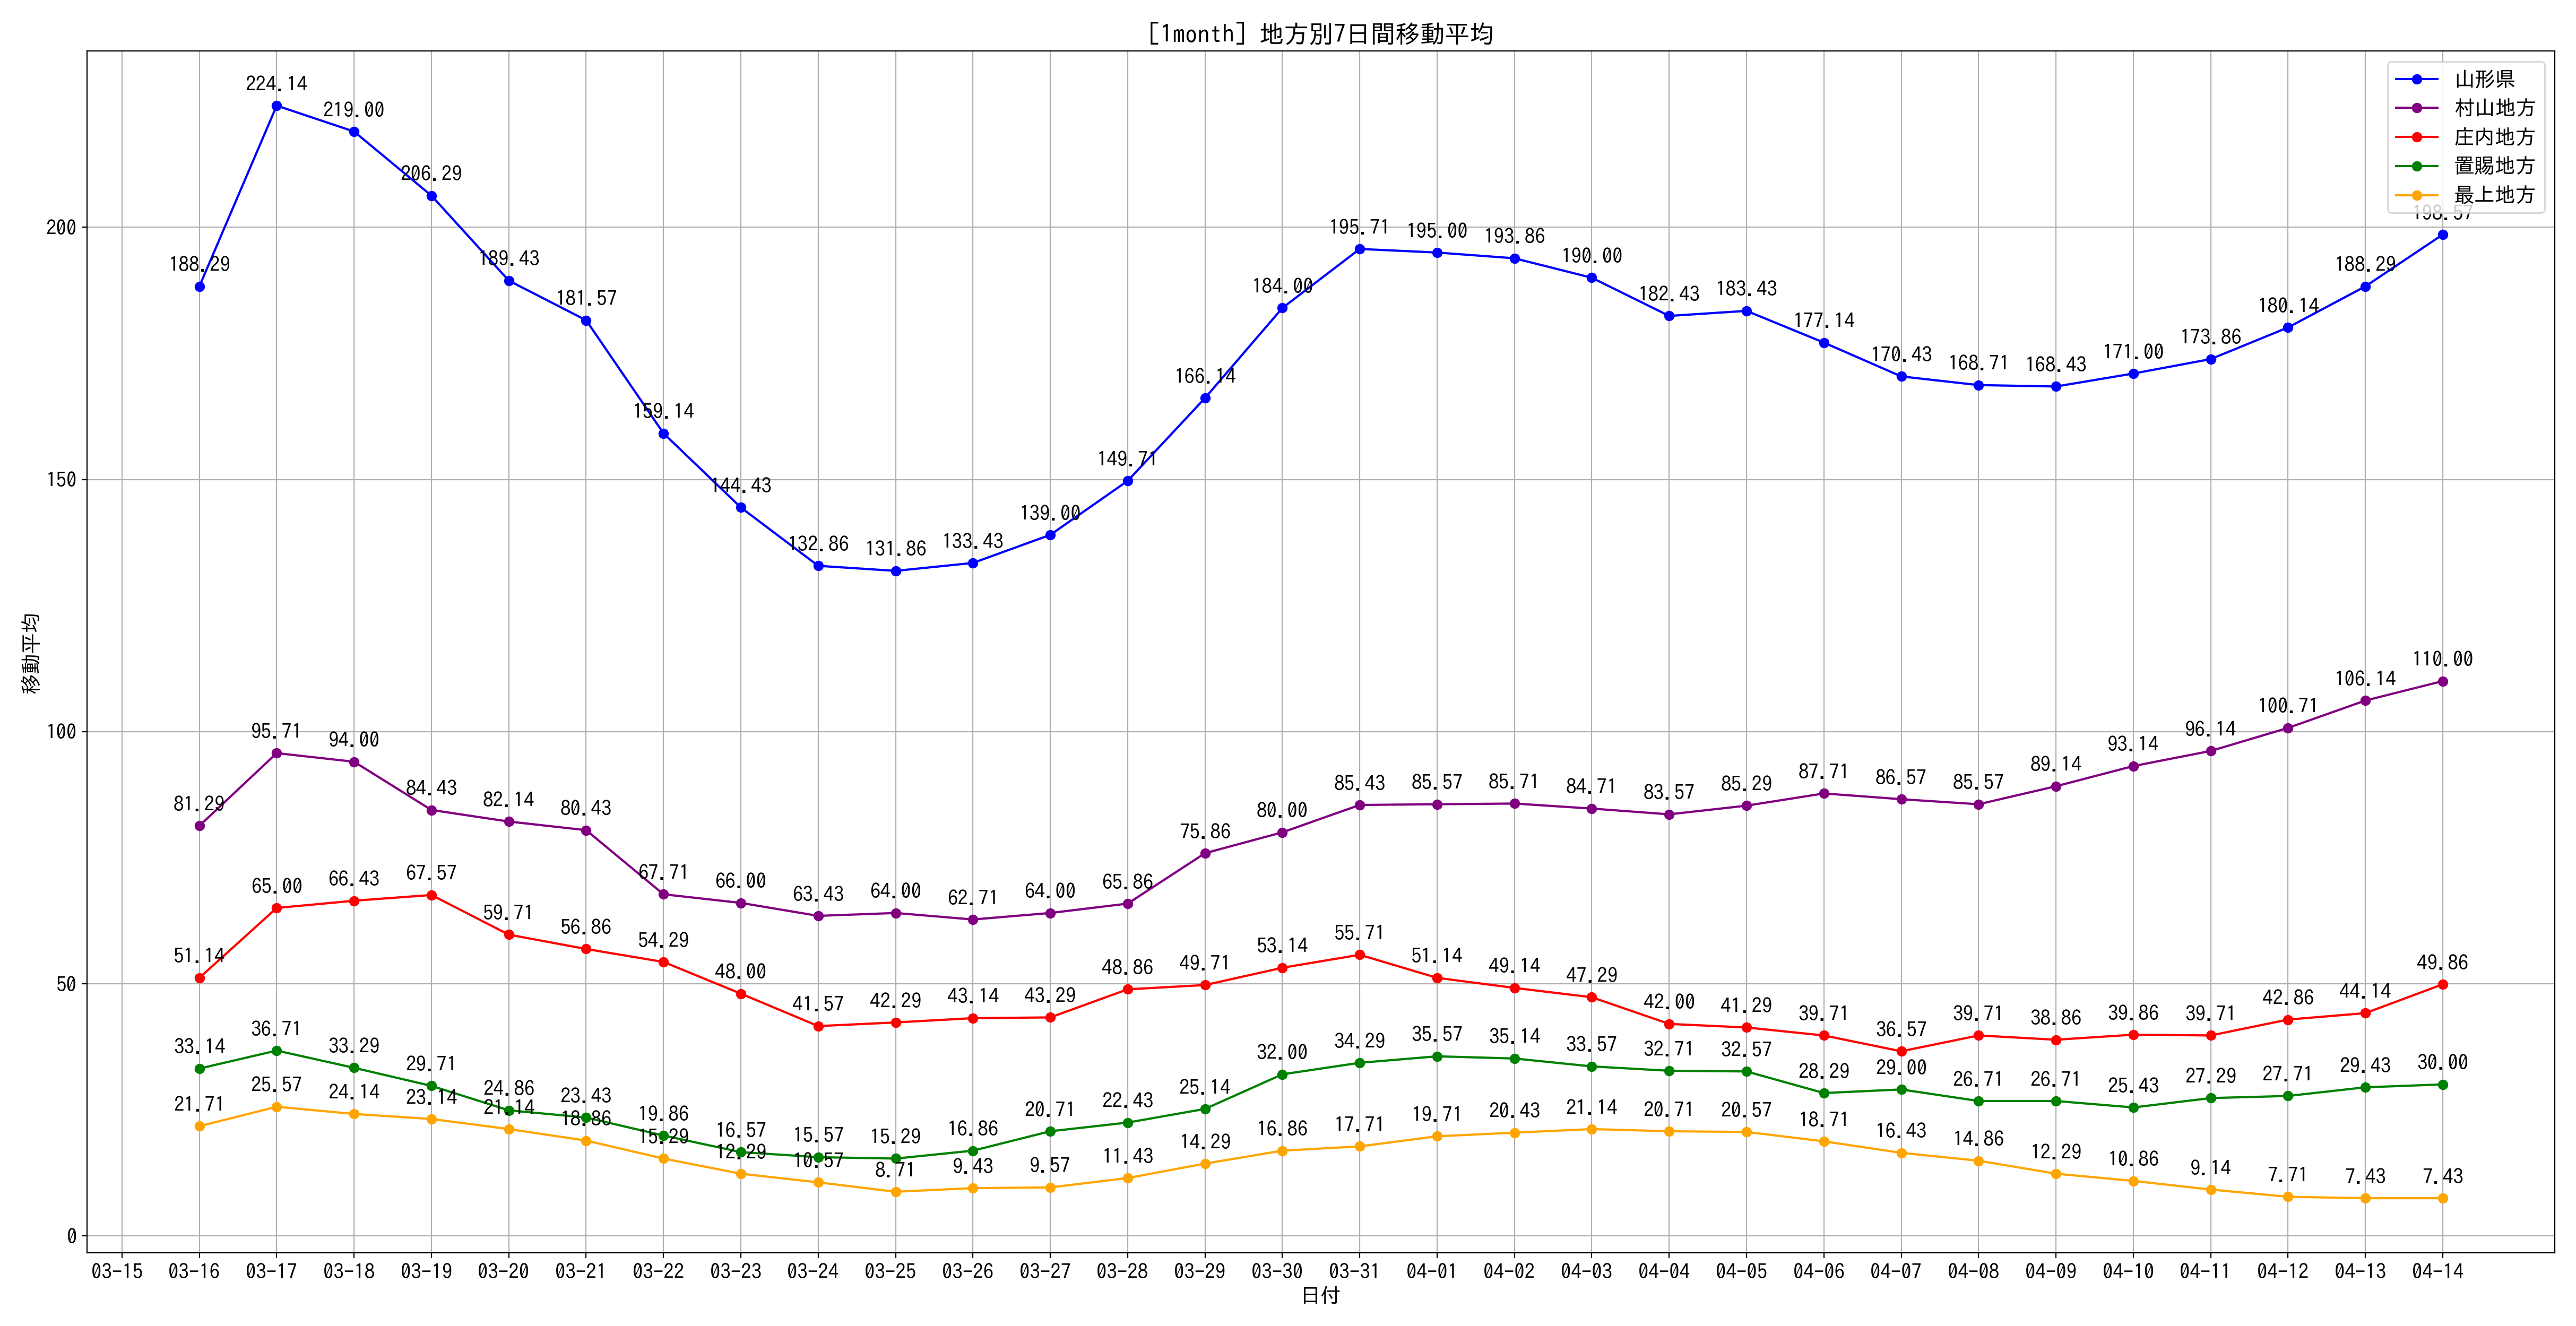 [1month] 地方別7日間移動平均
山形県
村山地方
庄内地方
置賜地方
最上地方
移動平均
200
150
100
50
0
188.29 224.14 219.00 206.29 189.43 181.57 159.14 144.43 132.86 131.86 133.43 139.00 149.71 166.14 184.00 195.71 195.00 193.86 190.00 182.43 183.43 177.14 170.43 168.71 168.43 171.00 173.86 180.14 188.29 198.57
81.29 95.71 94.00 84.43 82.14 80.43 67.71 66.00 63.43 64.00 62.71 64.00 65.86 75.86 80.00 85.43 85.57 85.71 84.71 83.57 85.29 87.71 86.57 85.57 89.14 93.14 96.14 100.71 106.14 110.00
51.14 65.00 66.43 67.57 59.71 56.86 54.29 48.00 41.57 42.29 43.14 43.29 48.86 49.71 53.14 55.71 51.14 49.14 47.29 42.00 41.29 39.71 36.57 39.71 38.86 39.86 39.71 42.86 44.14 49.86
33.14 36.71 33.29 29.71 24.86 23.43 19.86 16.57 15.57 15.29 16.86 20.71 22.43 25.14 32.00 34.29 35.57 35.14 33.57 32.71 32.57 28.29 29.00 26.71 26.71 25.43 27.29 27.71 29.43 30.00
21.71 25.57 24.14 23.14 21.14 18.86 15.29 12.29 10.57 8.71 9.43 9.57 11.43 14.29 16.86 17.71 19.71 20.43 21.14 20.71 20.57 18.71 16.43 14.86 12.29 10.86 9.14 7.71 7.43 7.43
03-15 03-16 03-17 03-18 03-19 03-20 03-21 03-22 03-23 03-24 03-25 03-26 03-27 03-28 03-29 03-30 03-31 04-01 04-02 04-03 04-04 04-05 04-06 04-07 04-08 04-09 04-10 04-11 04-12 04-13 04-14
日付